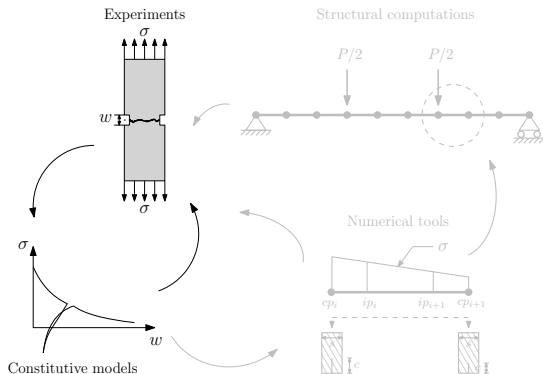 Experiments
Structural computations
σ
P/2
P/2
w
σ
Numerical tools
σ
σ
cp_i
ip_i
ip_{i+1}
cp_{i+1}
w
c
Constitutive models